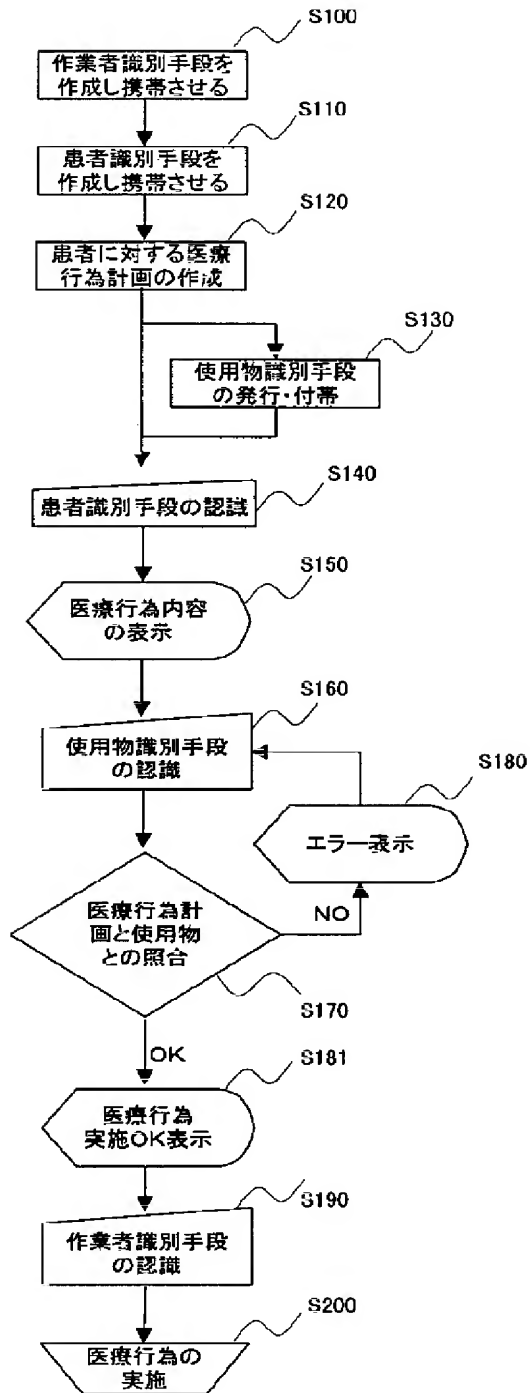 S100
作業者識別手段を
作成し携帯させる
S110
患者識別手段を
作成し携帯させる
S120
患者に対する医療
行為計画の作成
S130
使用物識別手段
の発行・付帯
S140
患者識別手段の認識
S150
医療行為内容
の表示
S160
使用物識別手段
の認識
S180
エラー表示
医療行為計
画と使用物
との照合
NO
S170
OK
S181
医療行為
実施OK表示
S190
作業者識別手段
の認識
S200
医療行為の
実施